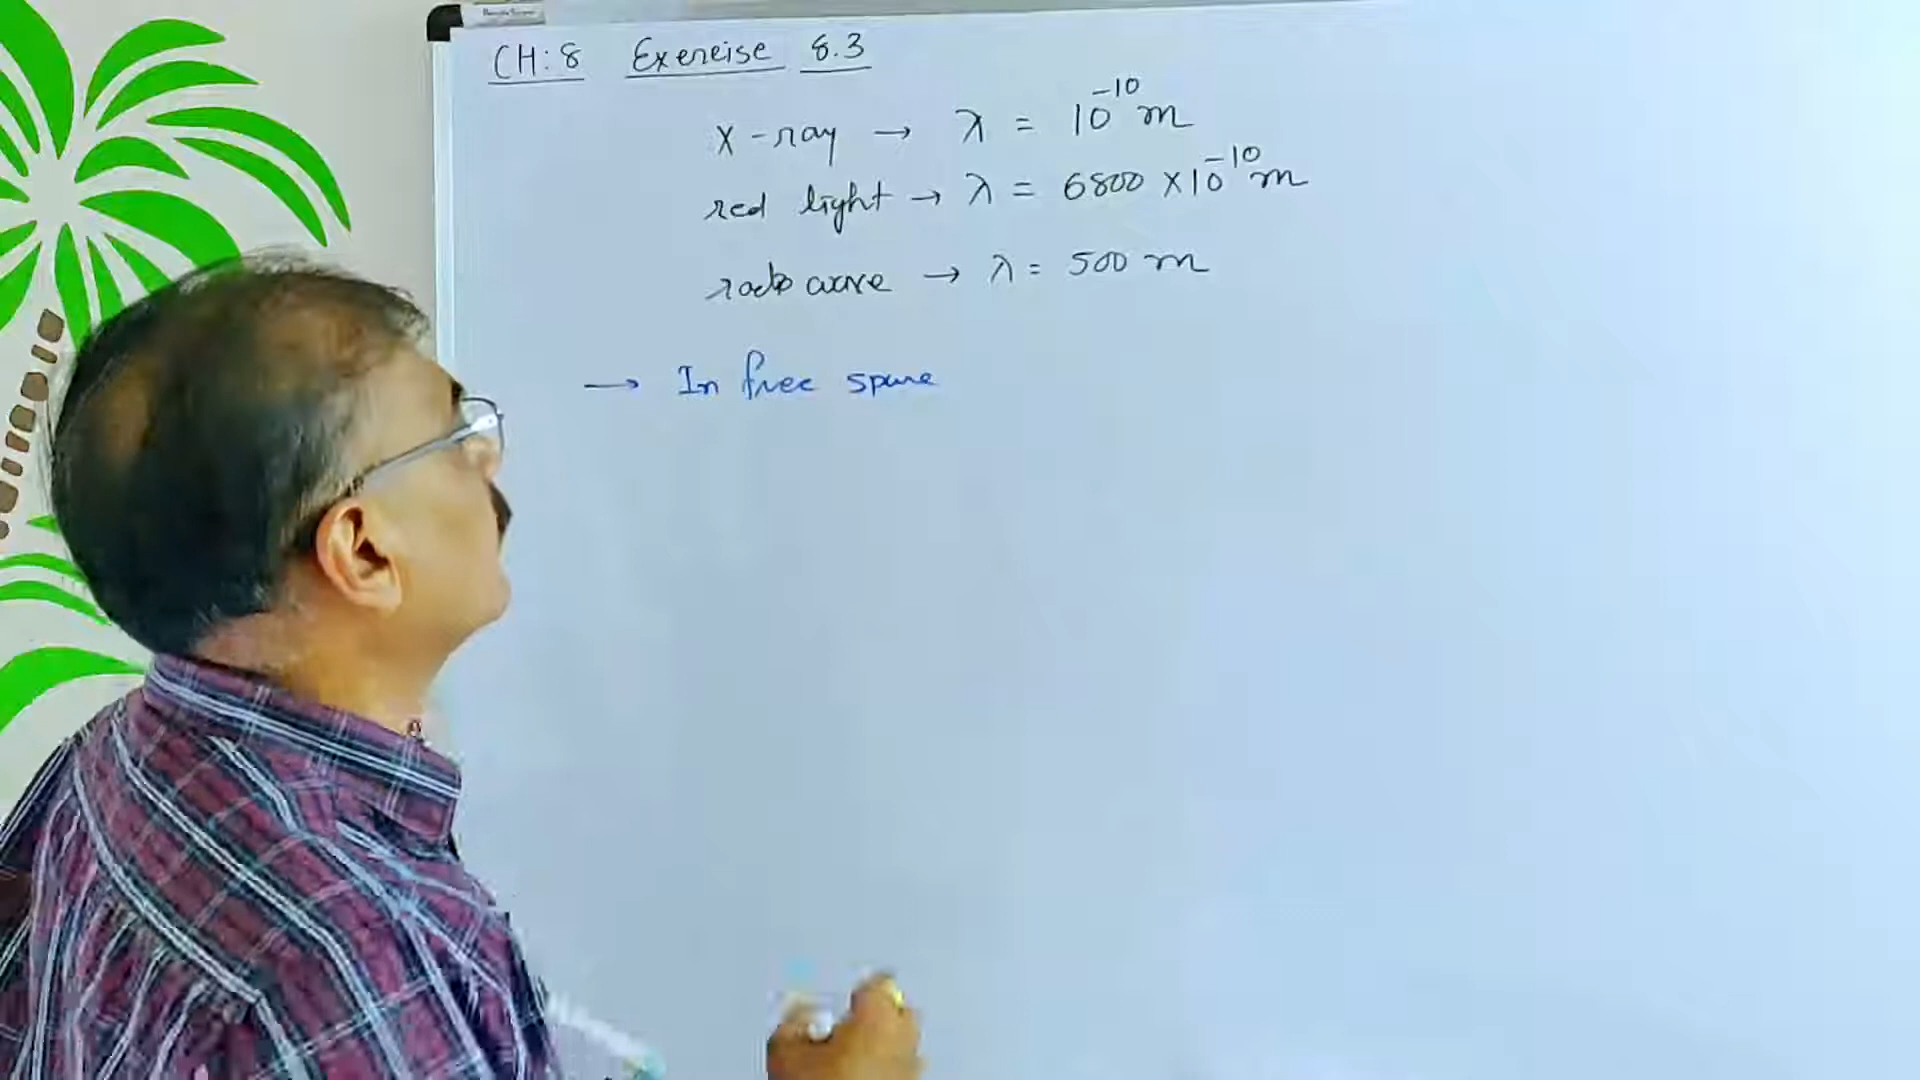 CH: 8 Exercise 8.3
X-ray → λ = 10⁻¹⁰ m
red light → λ = 6800 × 10⁻¹⁰ m
radio wave → λ = 500 m
→ In free space